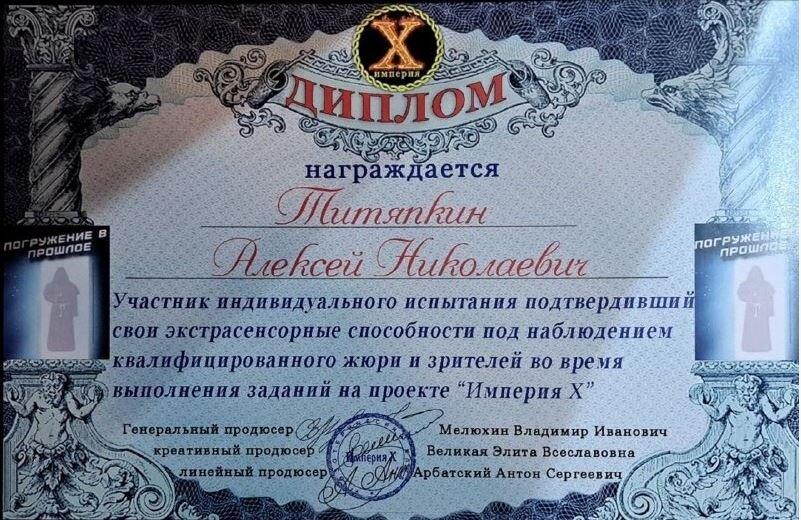 Х
империя
ДИПЛОМ
награждается
Титяпкин
Алексей Николаевич
ПОГРУЖЕНИЕ В
ПРОШЛОЕ
ПОГРУЖЕНИЕ В
ПРОШЛОЕ
Участник индивидуального испытания подтвердивший
свои экстрасенсорные способности под наблюдением
квалифицированного жюри и зрителей во время
выполнения заданий на проекте “Империя Х”
Генеральный продюсер Мелюхин Владимир Иванович
креативный продюсер Великая Элита Всеславовна
линейный продюсер Арбатский Антон Сергеевич
Империя Х